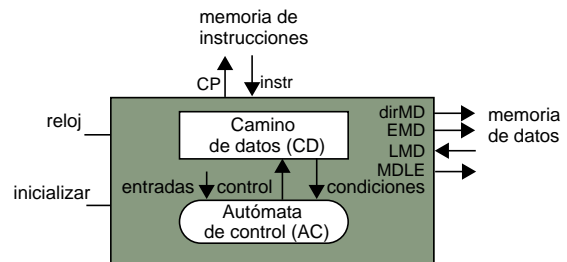 memoria de
instrucciones
CP
instr
reloj
inicializar
Camino
de datos (CD)
entradas
control
condiciones
Autómata
de control (AC)
dirMD
EMD
LMD
MDLE
memoria
de datos